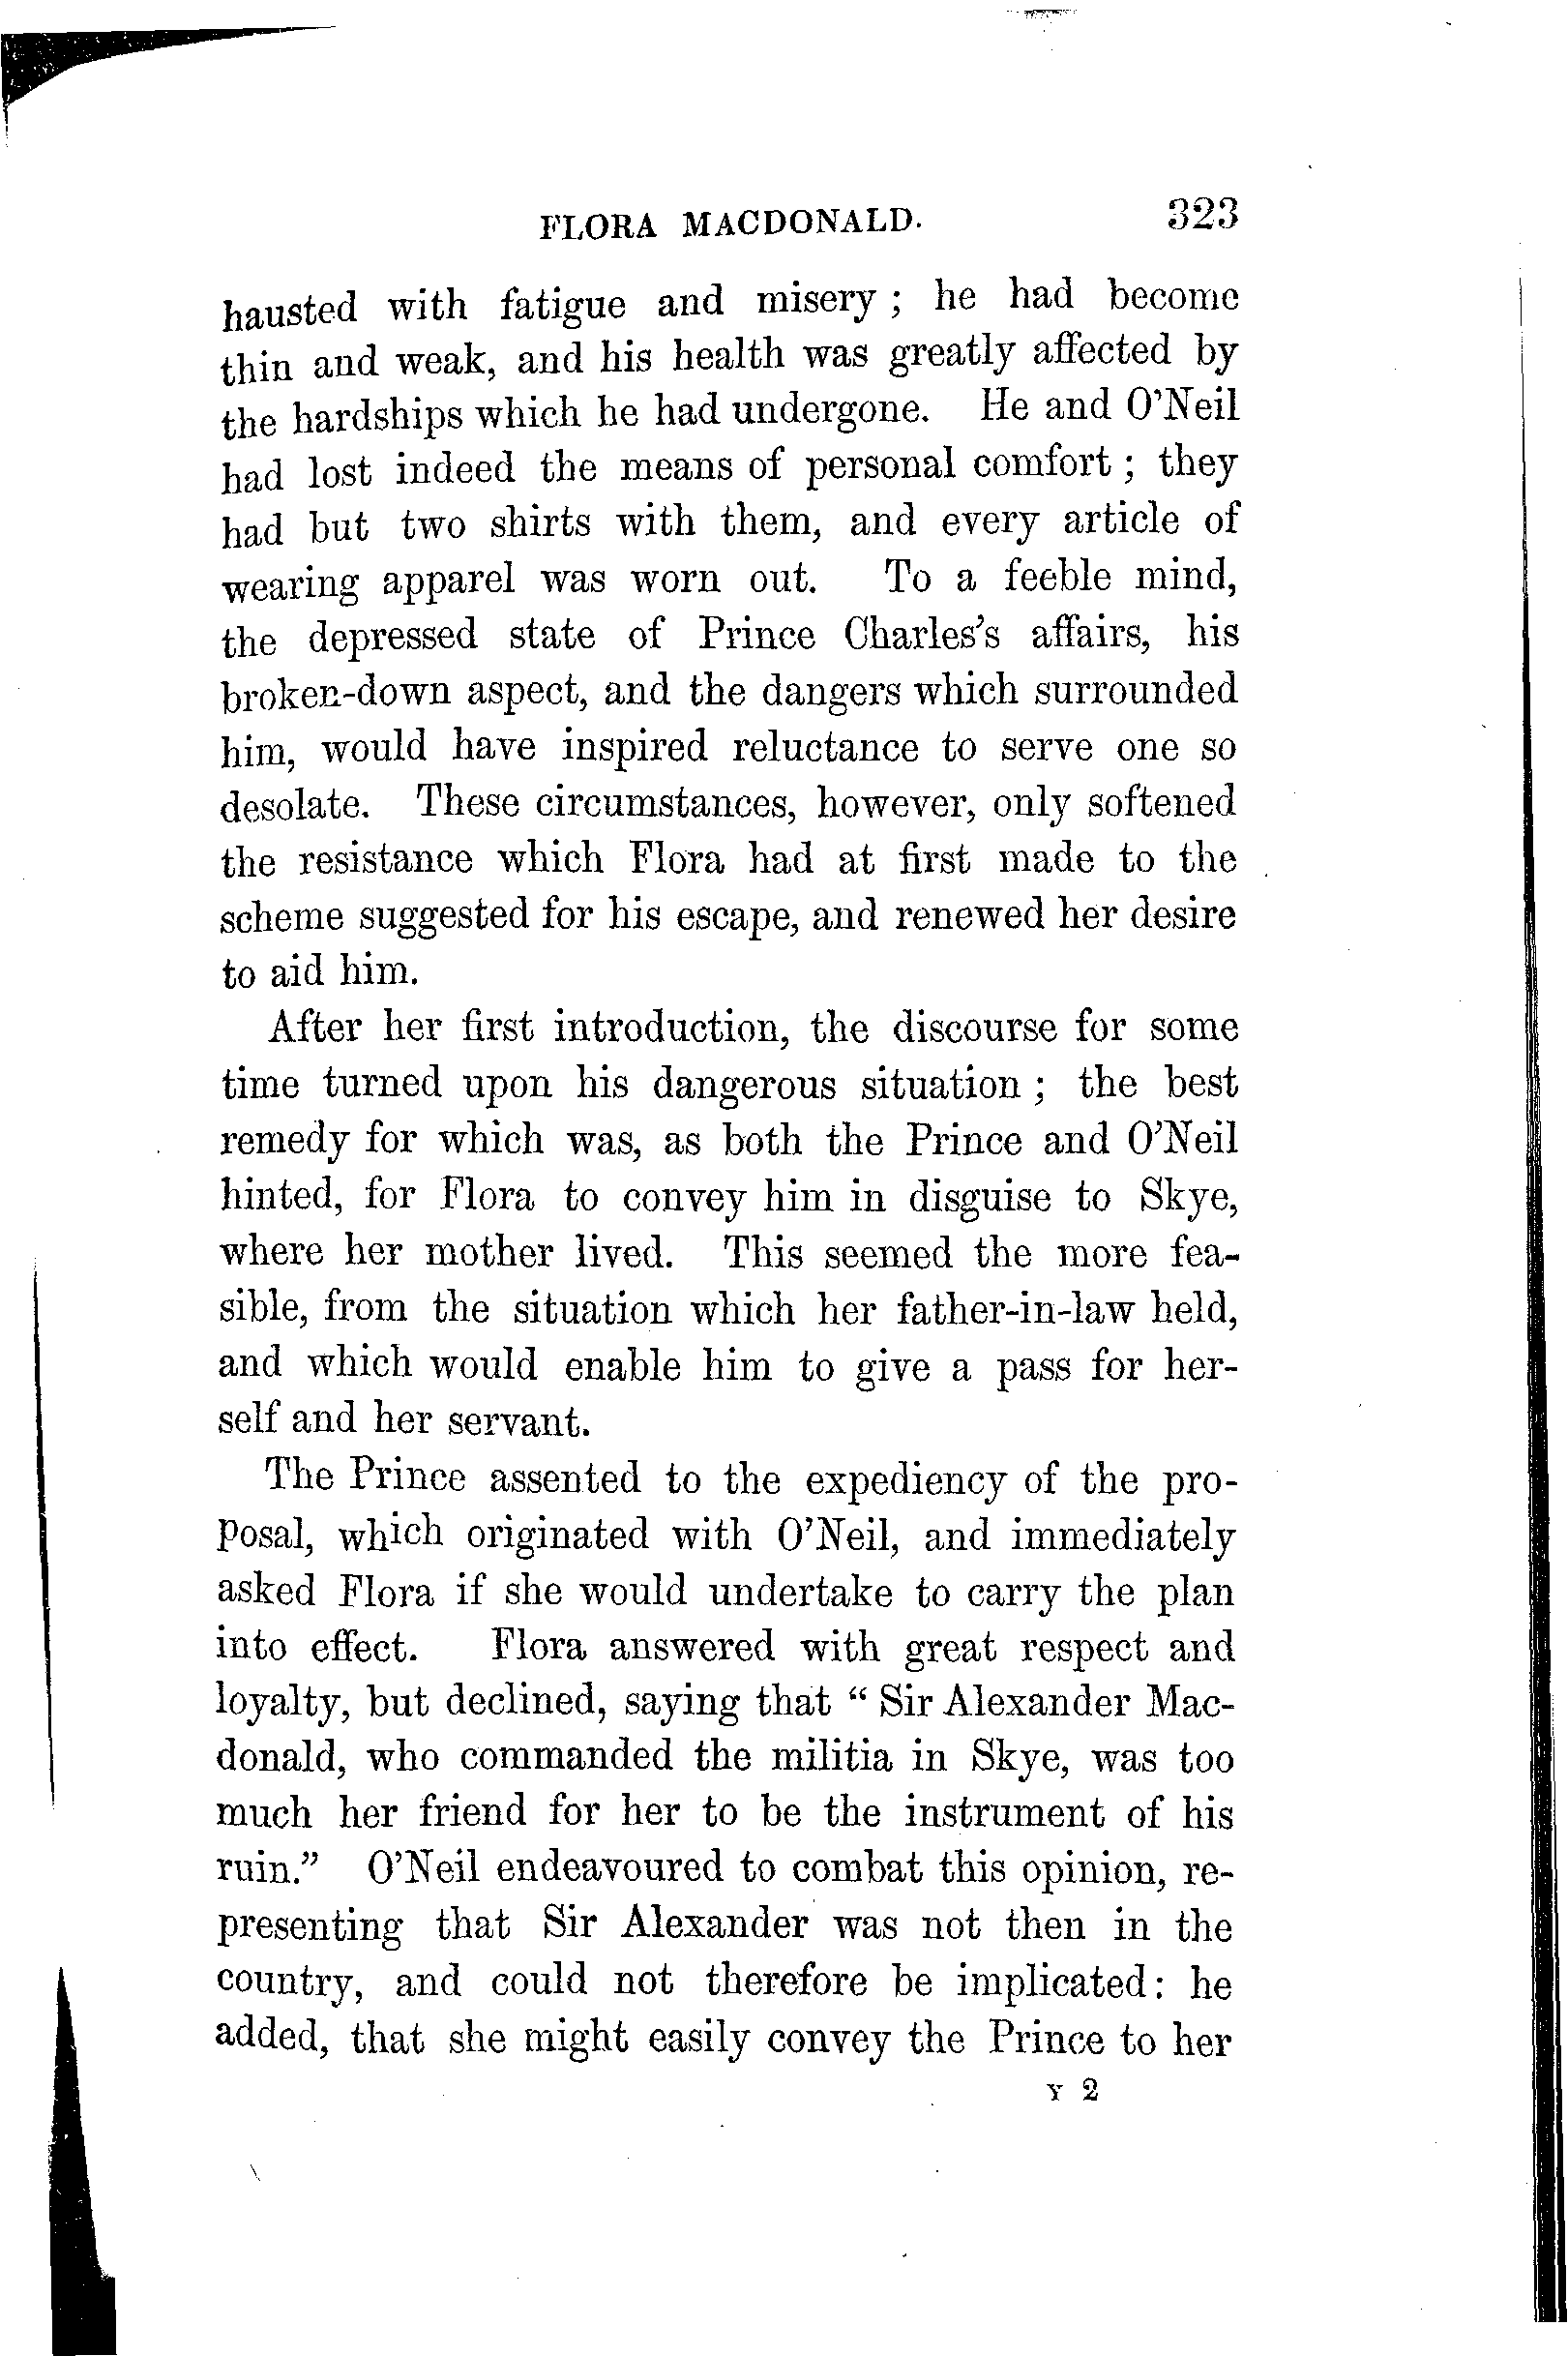 FLORA MACDONALD. 323
hausted with fatigue and misery ; he had become
thin and weak, and his health was greatly affected by
the hardships which he had undergone. He and O'Neil
had lost indeed the means of personal comfort ; they
had but two shirts with them, and every article of
wearing apparel was worn out. To a feeble mind,
the depressed state of Prince Charles's affairs, his
broken-down aspect, and the dangers which surrounded
him, would have inspired reluctance to serve one so
desolate. These circumstances, however, only softened
the resistance which Flora had at first made to the
scheme suggested for his escape, and renewed her desire
to aid him.
After her first introduction, the discourse for some
time turned upon his dangerous situation ; the best
remedy for which was, as both the Prince and O'Neil
hinted, for Flora to convey him in disguise to Skye,
where her mother lived. This seemed the more fea-
sible, from the situation which her father-in-law held,
and which would enable him to give a pass for her-
self and her servant.
The Prince assented to the expediency of the pro-
posal, which originated with O'Neil, and immediately
asked Flora if she would undertake to carry the plan
into effect. Flora answered with great respect and
loyalty, but declined, saying that “ Sir Alexander Mac-
donald, who commanded the militia in Skye, was too
much her friend for her to be the instrument of his
ruin.” O'Neil endeavoured to combat this opinion, re-
presenting that Sir Alexander was not then in the
country, and could not therefore be implicated: he
added, that she might easily convey the Prince to her
Y 2